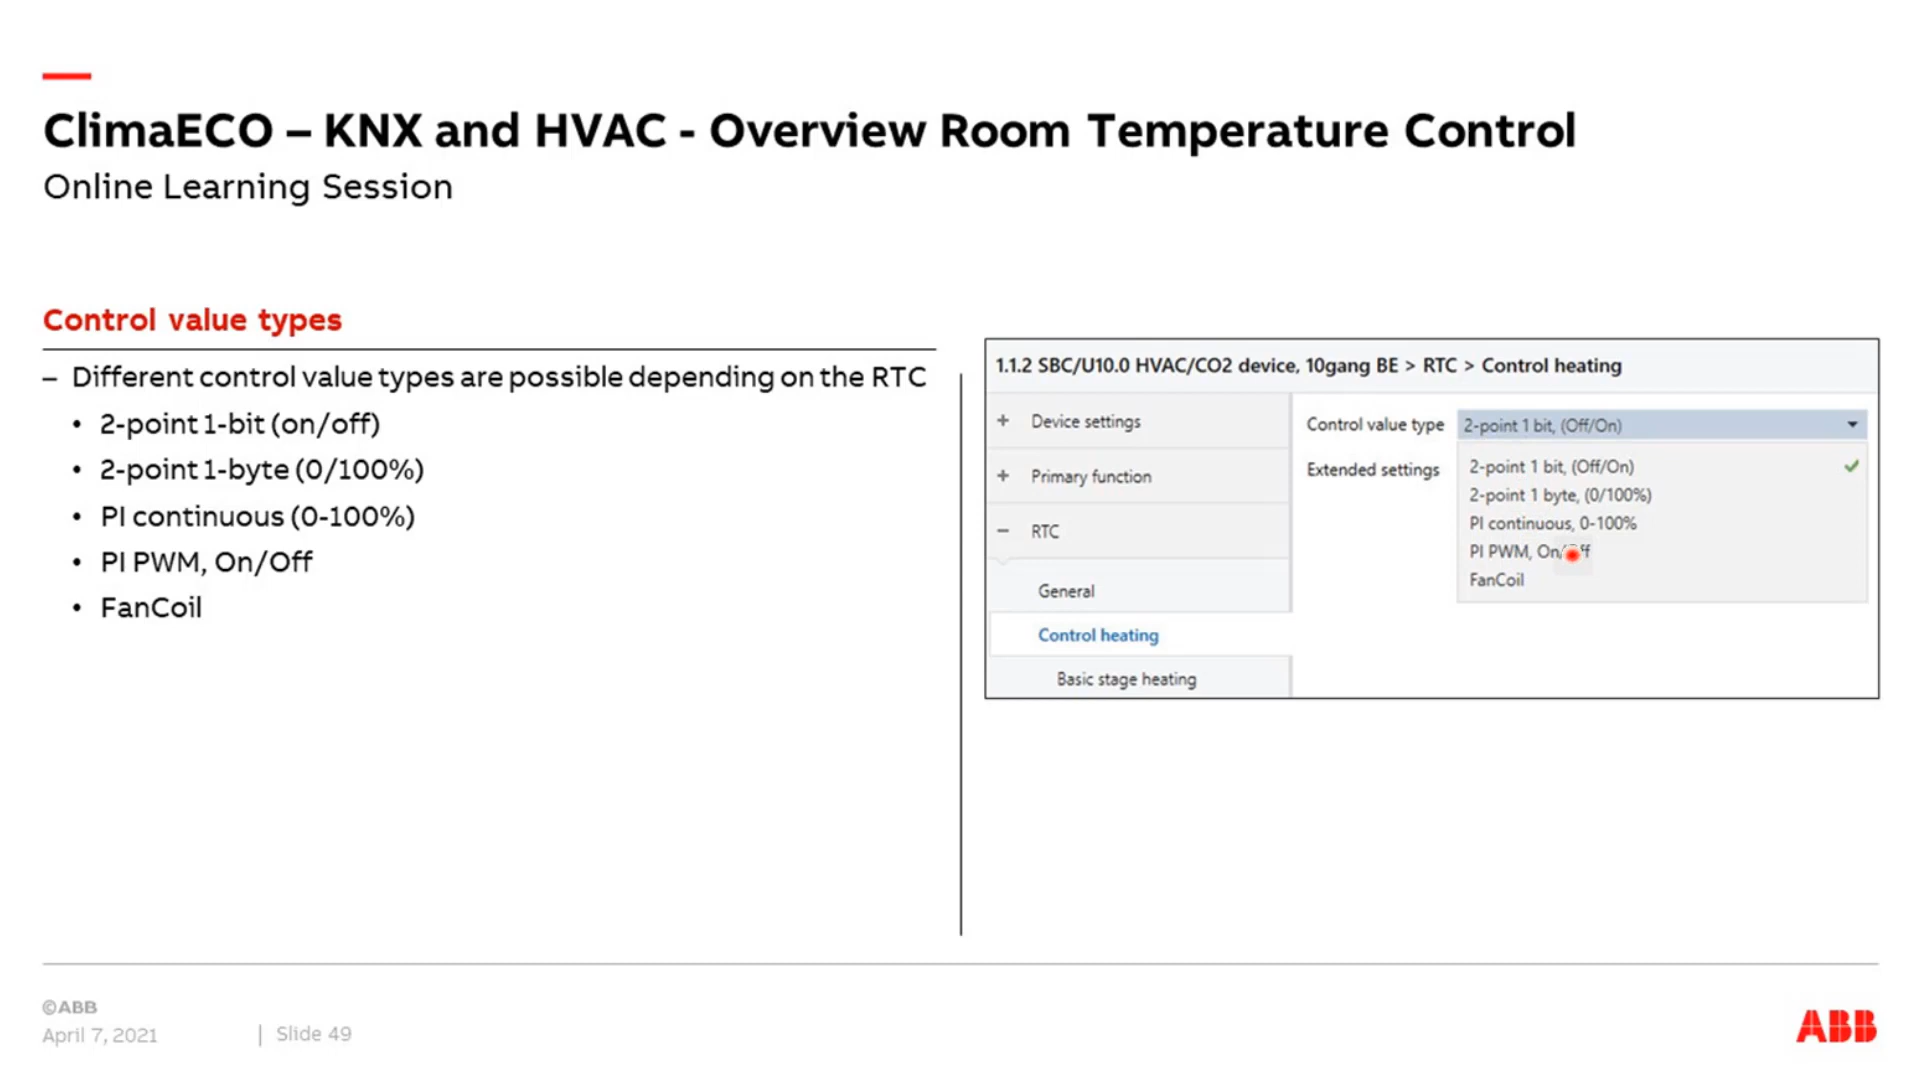 ClimaECO – KNX and HVAC - Overview Room Temperature Control
Online Learning Session
Control value types
– Different control value types are possible depending on the RTC
• 2-point 1-bit (on/off)
• 2-point 1-byte (0/100%)
• PI continuous (0-100%)
• PI PWM, On/Off
• FanCoil
1.1.2 SBC/U10.0 HVAC/CO2 device, 10gang BE > RTC > Control heating
+ Device settings
+ Primary function
– RTC
General
Control heating
Basic stage heating
Control value type 2-point 1 bit, (Off/On)
Extended settings
2-point 1 bit, (Off/On)
2-point 1 byte, (0/100%)
PI continuous, 0-100%
PI PWM, On/Off
FanCoil
©ABB
April 7, 2021 | Slide 49
ABB